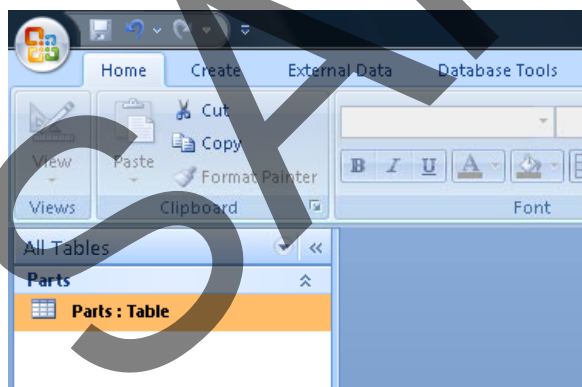 Home Create External Data Database Tools
View Paste Cut
Copy
Format Painter
B I U A
Views Clipboard Font
All Tables «
Parts
Parts : Table